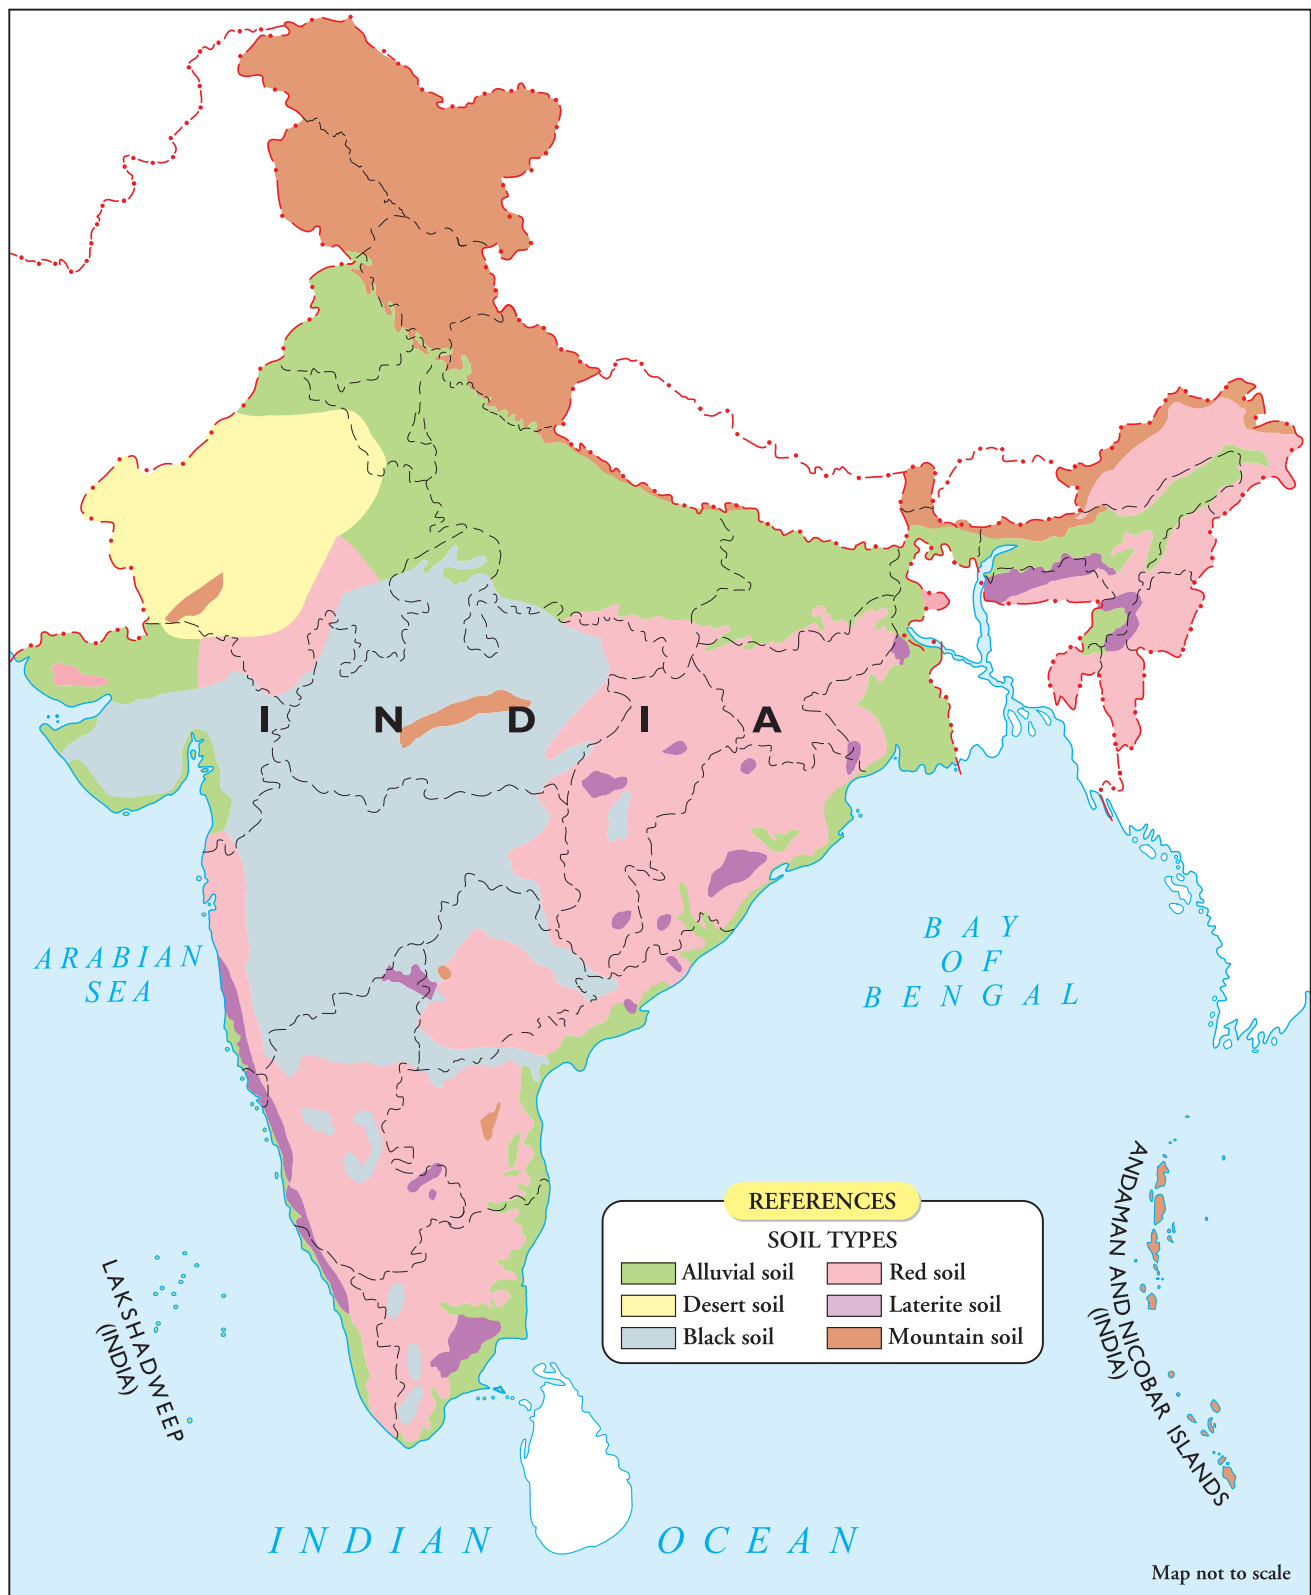 I N D I A
ARABIAN
SEA
BAY
OF
BENGAL
REFERENCES
SOIL TYPES
Alluvial soil
Red soil
Desert soil
Laterite soil
Black soil
Mountain soil
LAKSHADWEEP
(INDIA)
ANDAMAN AND NICOBAR ISLANDS
(INDIA)
INDIAN OCEAN
Map not to scale